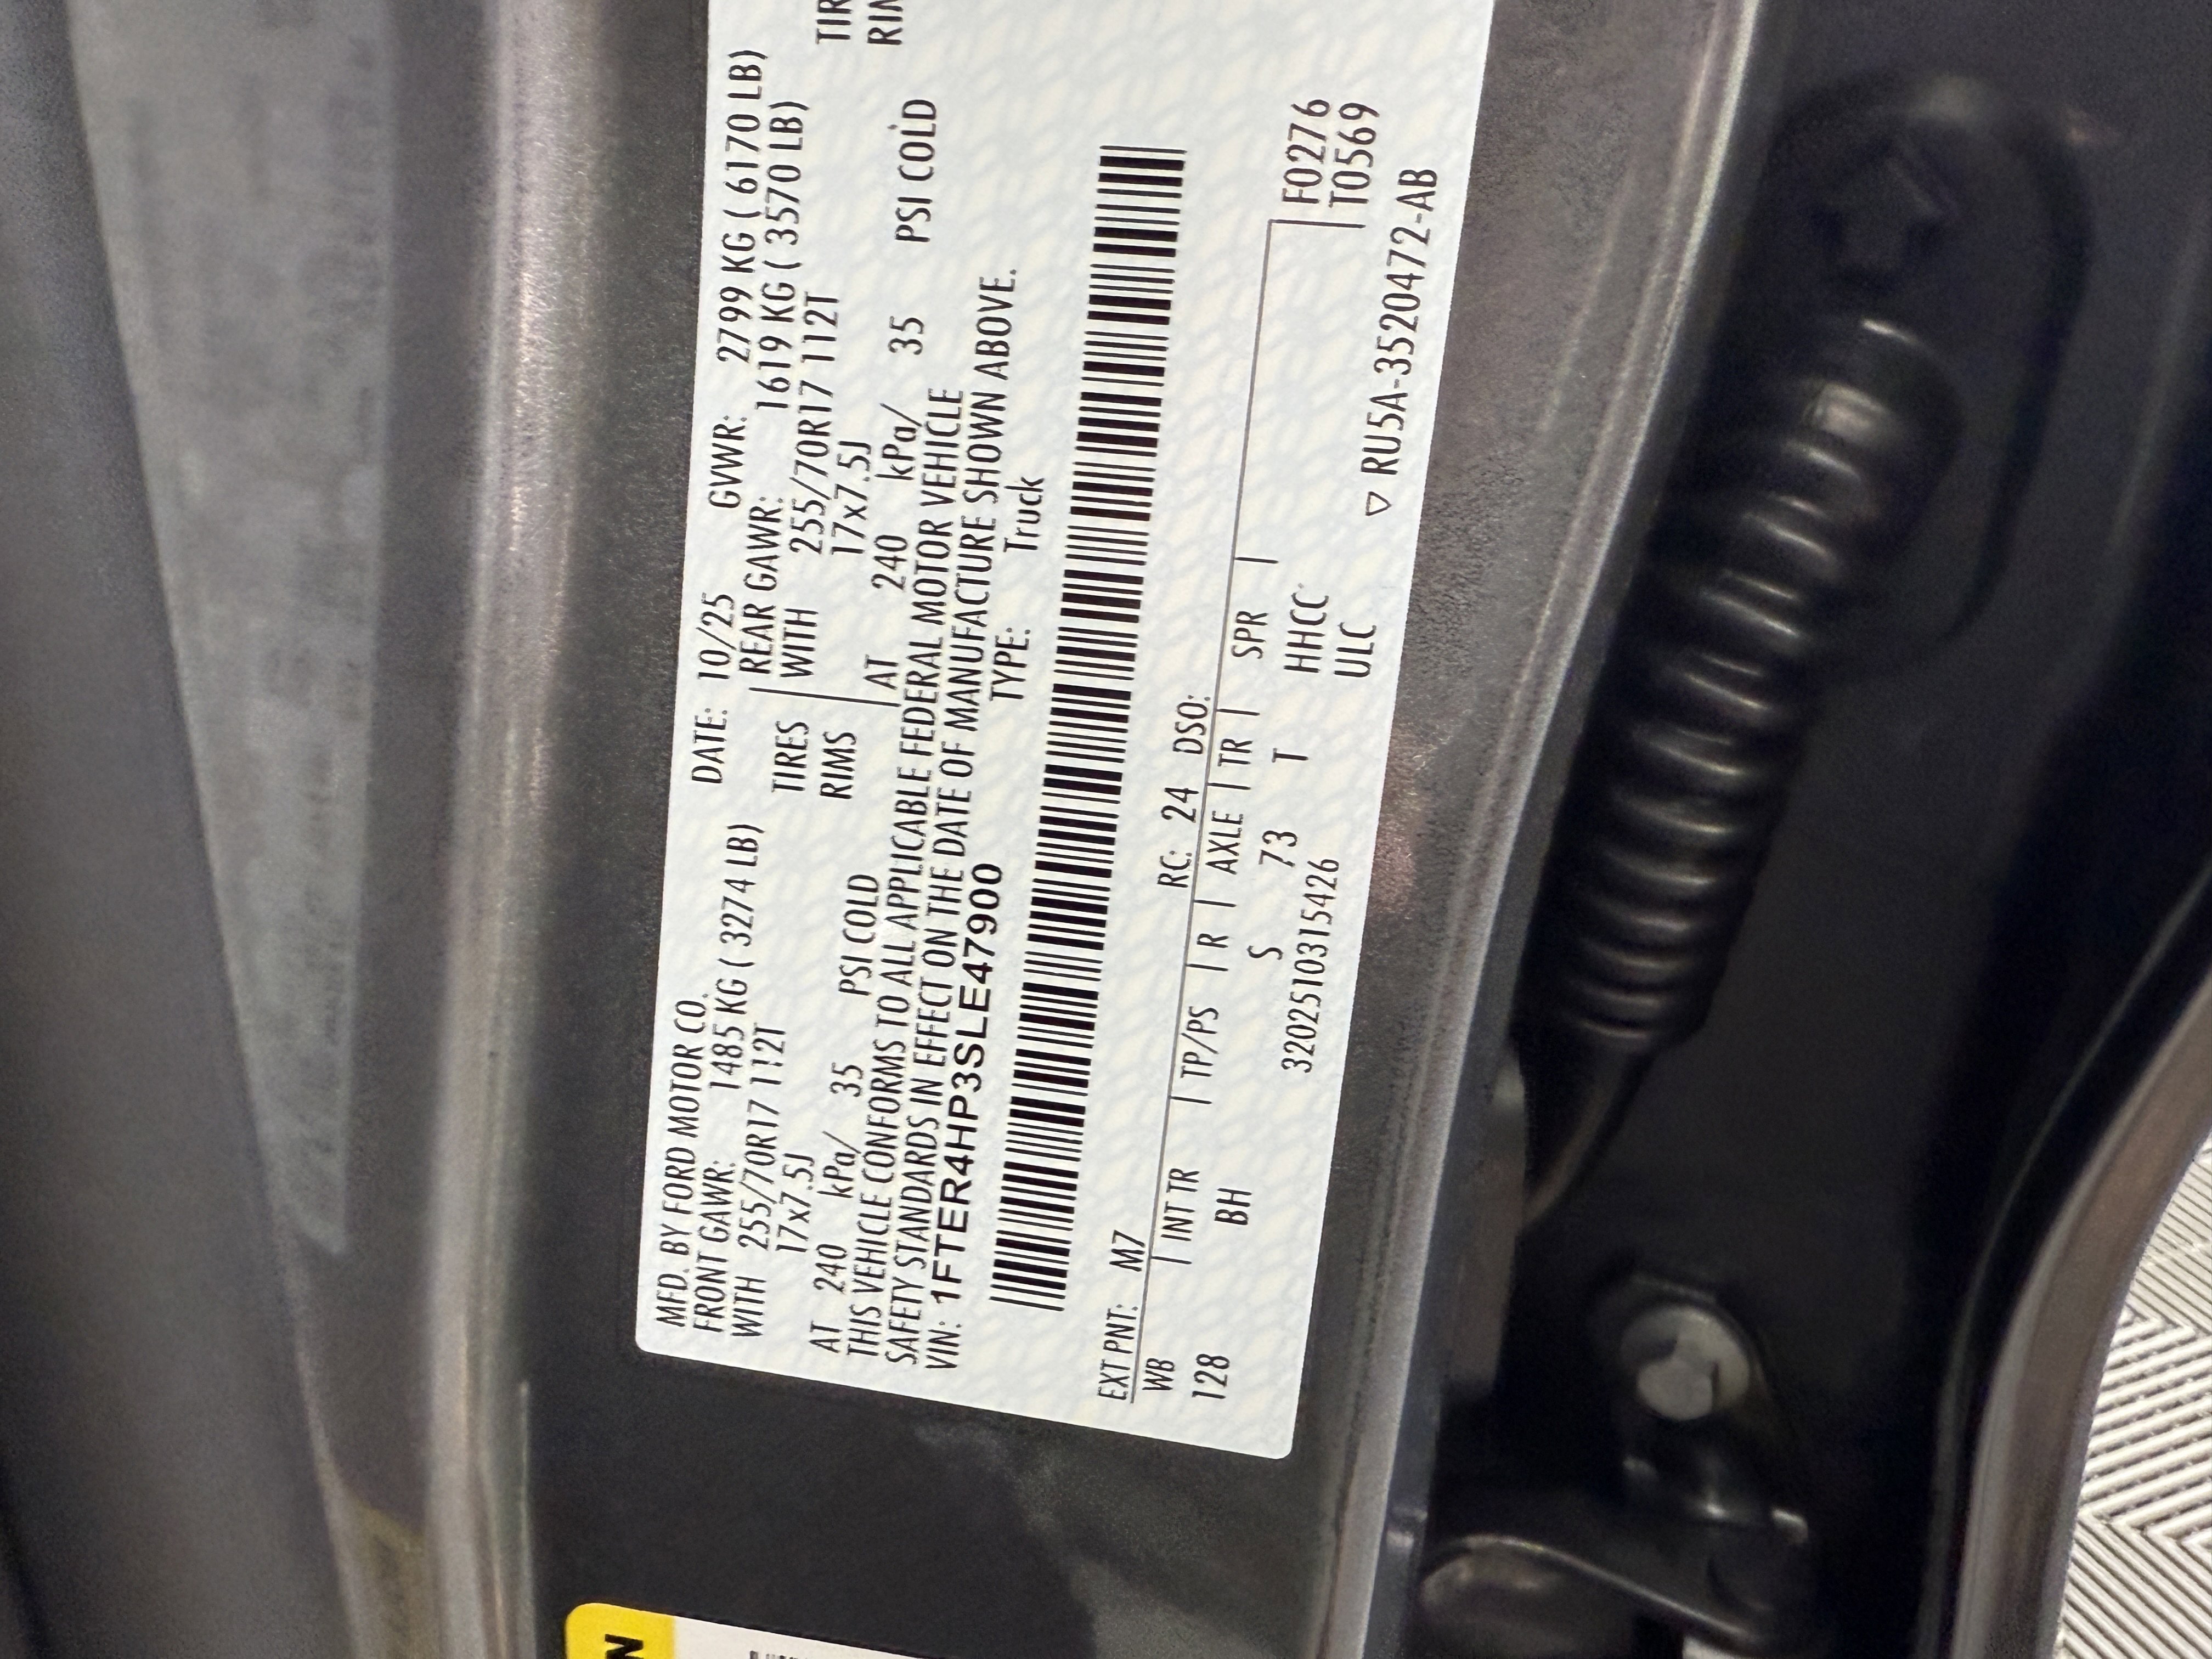 MFD. BY FORD MOTOR CO. DATE: 10/25 GVWR: 2799 KG ( 6170 LB)
FRONT GAWR: 1485 KG ( 3274 LB) REAR GAWR: 1619 KG ( 3570 LB)
WITH 255/70R17 112T TIRES WITH 255/70R17 112T TIR
17x7.5J RIMS 17x7.5J RIM
AT 240 kPa/ 35 PSI COLD AT 240 kPa/ 35 PSI COLD
THIS VEHICLE CONFORMS TO ALL APPLICABLE FEDERAL MOTOR VEHICLE
SAFETY STANDARDS IN EFFECT ON THE DATE OF MANUFACTURE SHOWN ABOVE.
VIN: 1FTER4HP3SLE47900 TYPE: Truck
EXT PNT: M7 RC: 24 DSO:
WB INT TR TP/PS R AXLE TR SPR
128 BH S 73 T HHCC F0276
3202510315426 ULC T0569
▽ RU5A-3520472-AB
N